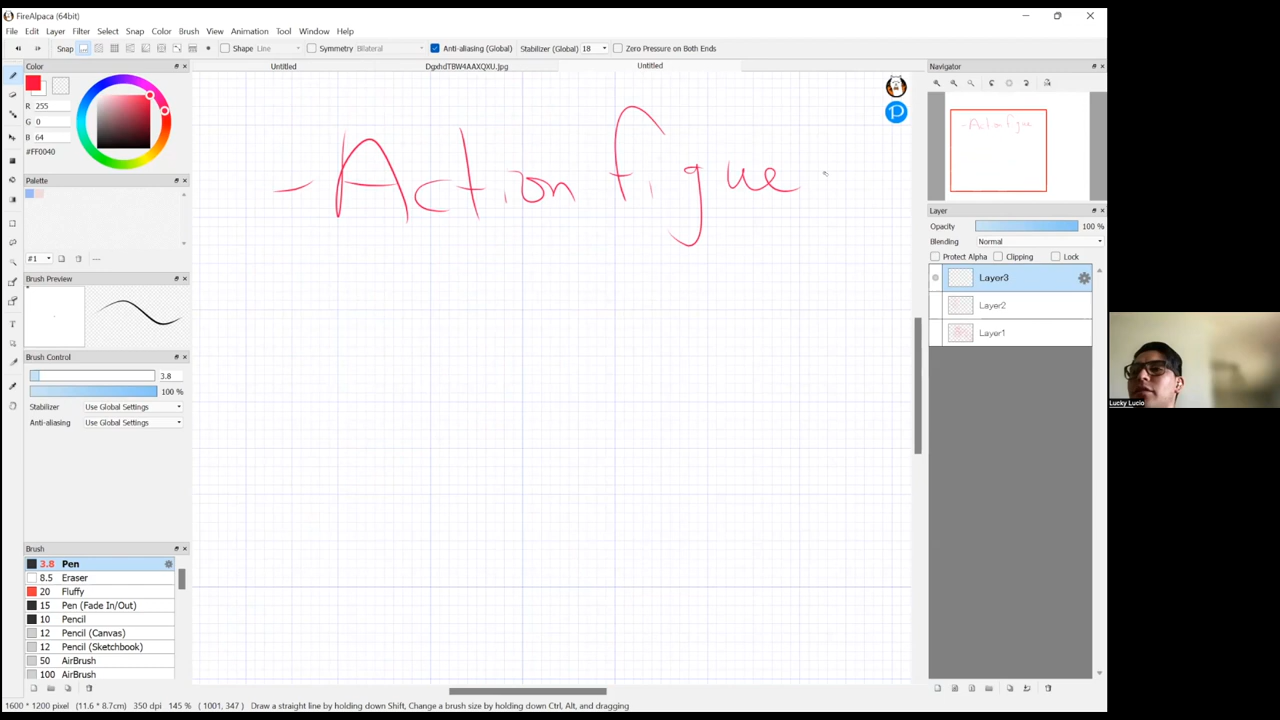 FireAlpaca (64bit)
File Edit Layer Filter Select Snap Color Brush View Animation Tool Window Help
Snap Shape Line Symmetry Bilateral Anti-aliasing (Global) Stabilizer (Global) 18 Zero Pressure on Both Ends
Color
R 255
G 0
B 64
#FF0040
Palette
#1 ---
Brush Preview
Brush Control
3.8
100 %
Stabilizer Use Global Settings
Anti-aliasing Use Global Settings
Brush
3.8 Pen
8.5 Eraser
20 Fluffy
15 Pen (Fade In/Out)
10 Pencil
12 Pencil (Canvas)
12 Pencil (Sketchbook)
50 AirBrush
100 AirBrush
Untitled DgxhdTBW4AAXQXU.jpg Untitled
- Action figue
Navigator
- Action figue
Layer
Opacity 100 %
Blending Normal
Protect Alpha Clipping Lock
Layer3
Layer2
Layer1
Lucky Lucio
1600 * 1200 pixel (11.6 * 8.7cm) 350 dpi 145 % ( 1001, 347 ) Draw a straight line by holding down Shift, Change a brush size by holding down Ctrl, Alt, and dragging